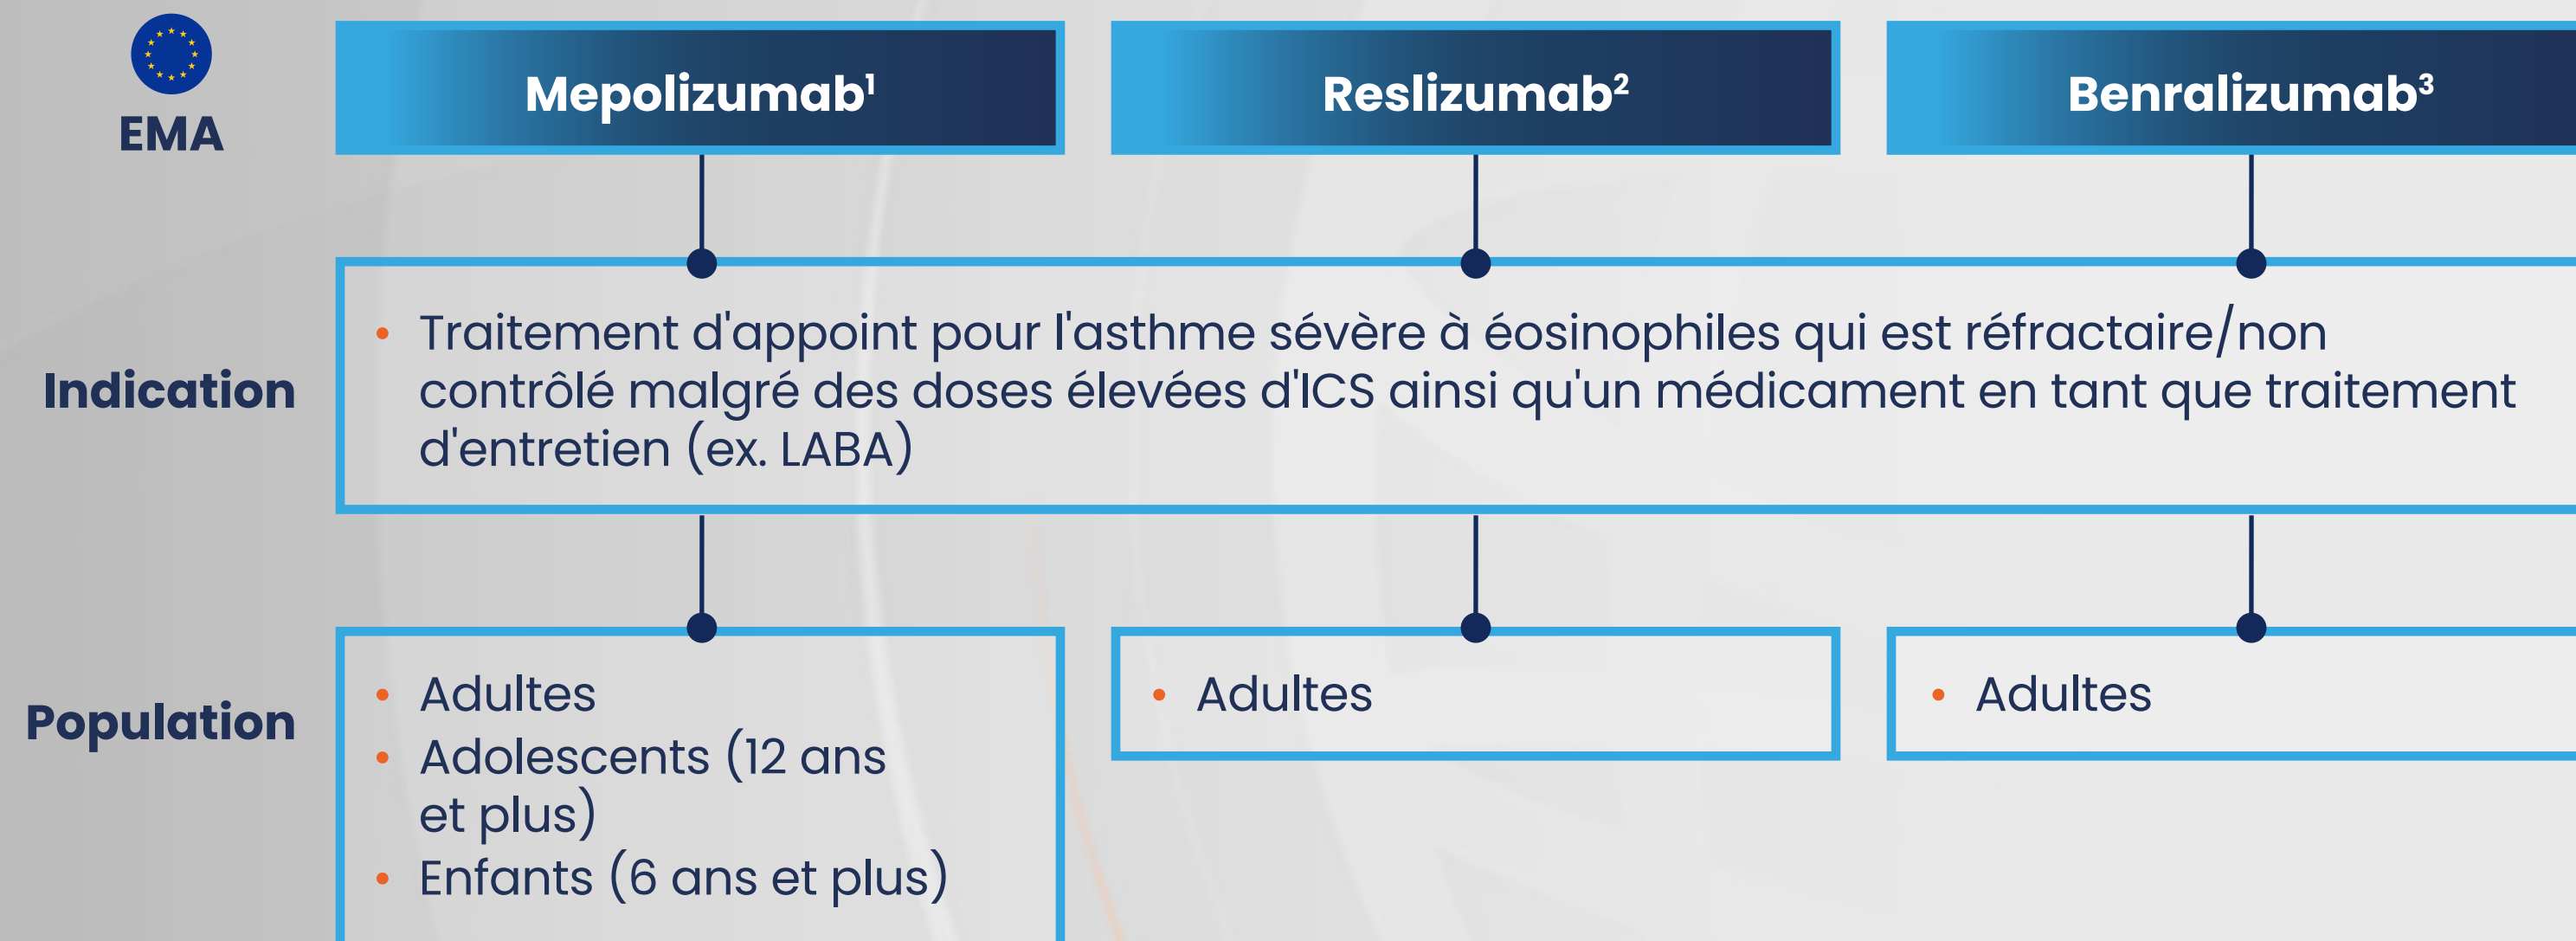 EMA
Mepolizumab¹
Reslizumab²
Benralizumab³
Indication
• Traitement d'appoint pour l'asthme sévère à éosinophiles qui est réfractaire/non
contrôlé malgré des doses élevées d'ICS ainsi qu'un médicament en tant que traitement
d'entretien (ex. LABA)
Population
• Adultes
• Adolescents (12 ans
et plus)
• Enfants (6 ans et plus)
• Adultes
• Adultes